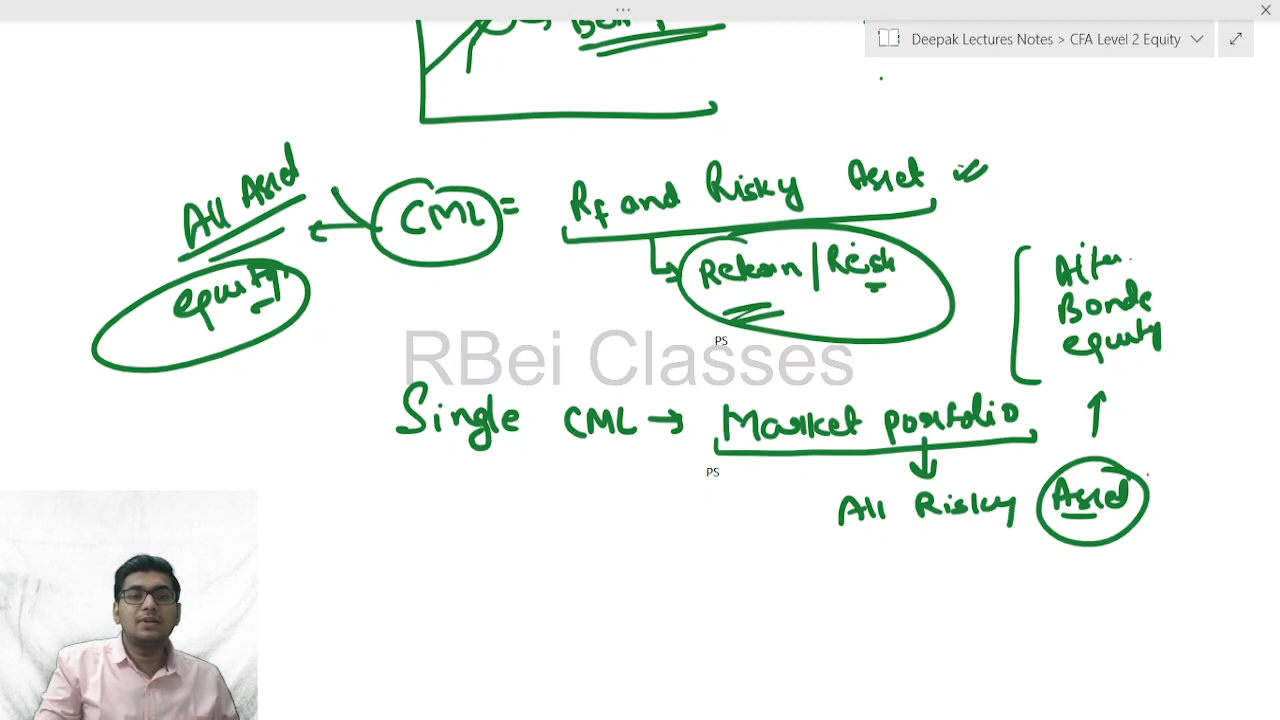 Deepak Lectures Notes > CFA Level 2 Equity
All Asset
CML = Rf and Risky Asset
equity
Return / Risk
Alter.
Bonds
equity
RBei Classes
PS
Single CML → Market portfolio
PS
All Risky Asset